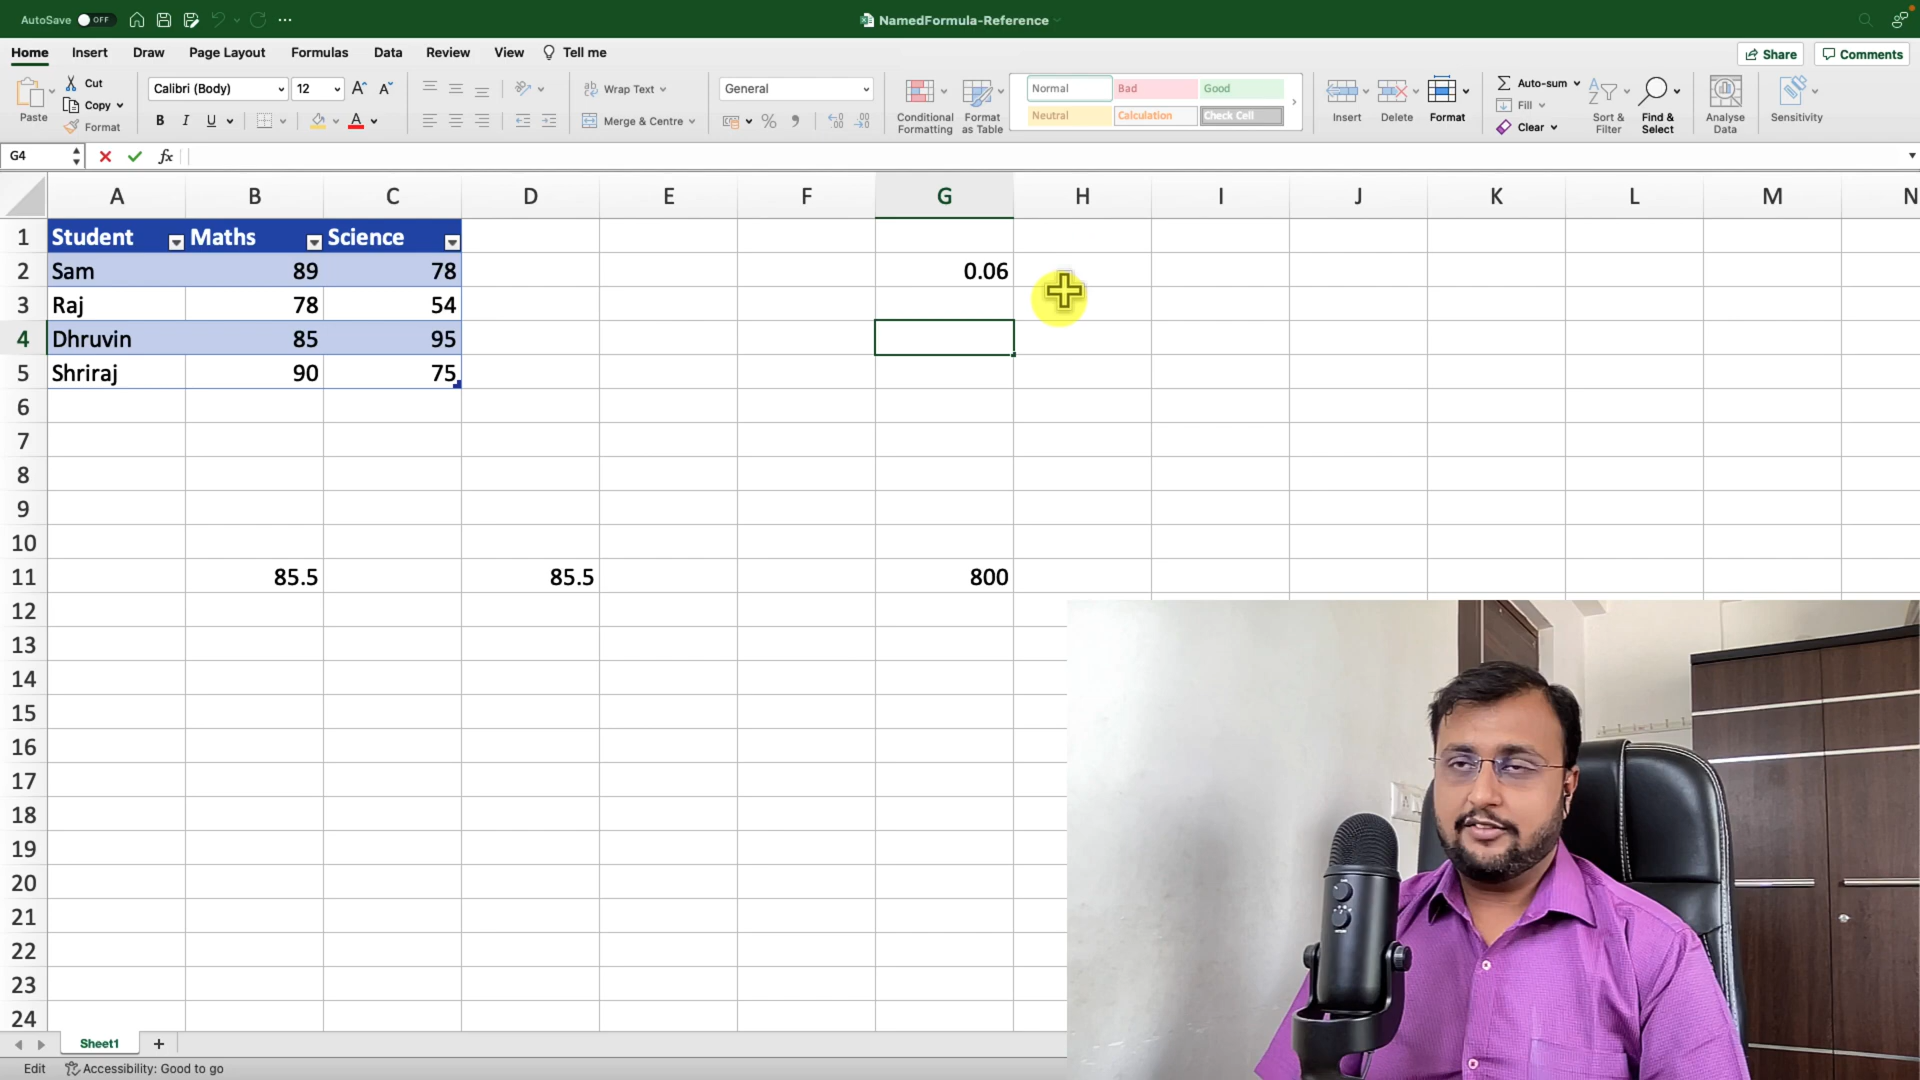 AutoSave OFF NamedFormula-Reference
Home Insert Draw Page Layout Formulas Data Review View Tell me Share Comments
Paste Cut Copy Format Calibri (Body) 12 B I U A Wrap Text Merge & Centre General % Conditional Formatting Format as Table Normal Bad Good Neutral Calculation Check Cell Insert Delete Format Auto-sum Fill Clear Sort & Filter Find & Select Analyse Data Sensitivity
G4 fx
A B C D E F G H I J K L M N
1 Student Maths Science
2 Sam 89 78 0.06
3 Raj 78 54
4 Dhruvin 85 95
5 Shriraj 90 75
6
7
8
9
10
11 85.5 85.5 800
12
13
14
15
16
17
18
19
20
21
22
23
24
Sheet1 +
Edit Accessibility: Good to go